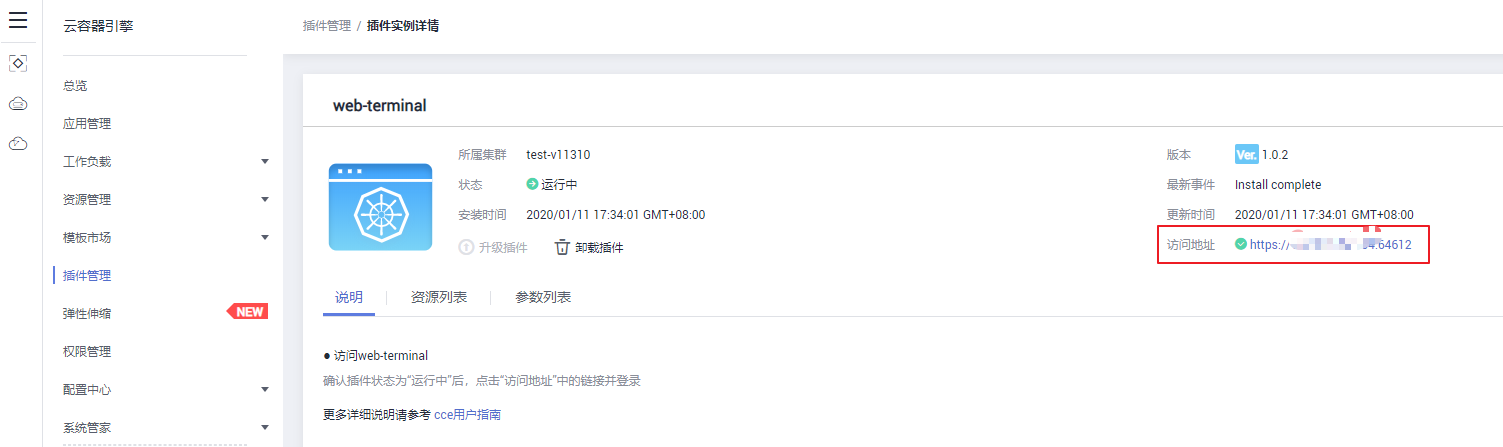 云容器引擎
总览
应用管理
工作负载
资源管理
模板市场
插件管理
弹性伸缩 NEW
权限管理
配置中心
系统管家
插件管理 / 插件实例详情
web-terminal
所属集群 test-v11310
状态 运行中
安装时间 2020/01/11 17:34:01 GMT+08:00
升级插件 卸载插件
版本 Ver. 1.0.2
最新事件 Install complete
更新时间 2020/01/11 17:34:01 GMT+08:00
访问地址 https:// :64612
说明 资源列表 参数列表
● 访问web-terminal
确认插件状态为“运行中”后，点击“访问地址”中的链接并登录
更多详细说明请参考 cce用户指南